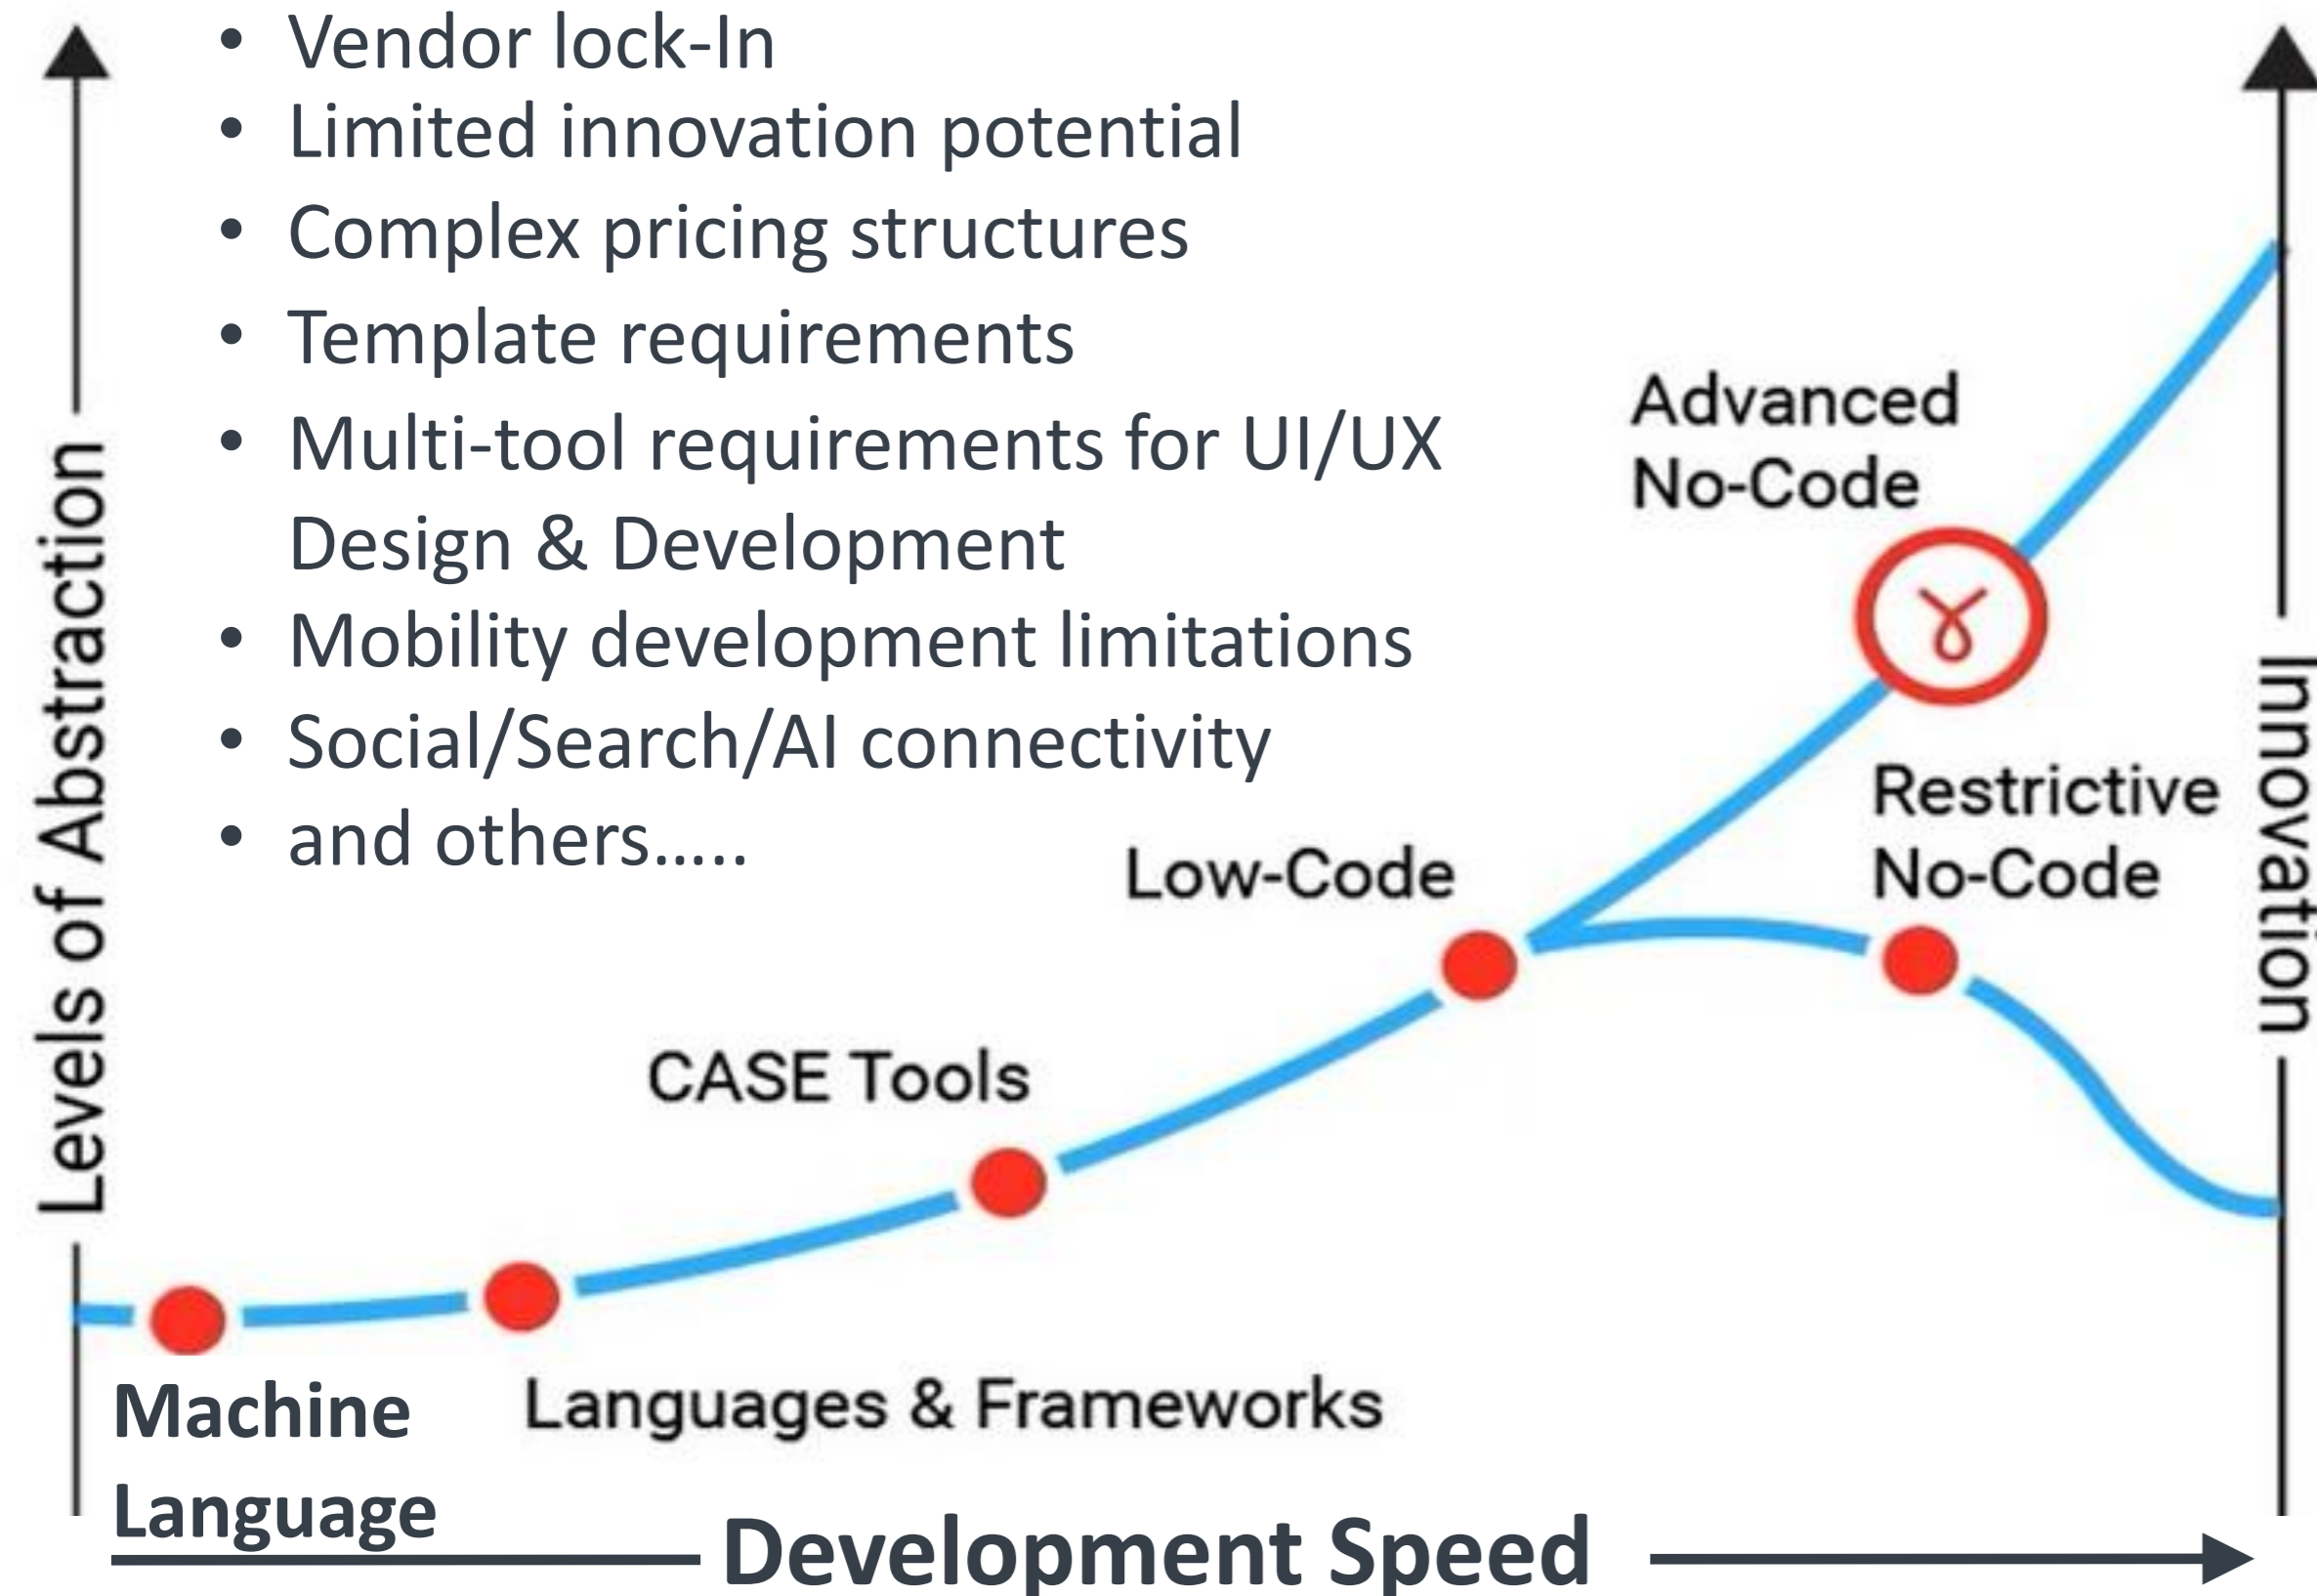 • Vendor lock-In
• Limited innovation potential
• Complex pricing structures
• Template requirements
• Multi-tool requirements for UI/UX
Design & Development
• Mobility development limitations
• Social/Search/AI connectivity
• and others.....
Levels of Abstraction
Advanced
No-Code
Restrictive
No-Code
Innovation
Low-Code
CASE Tools
Languages & Frameworks
Machine
Language
Development Speed